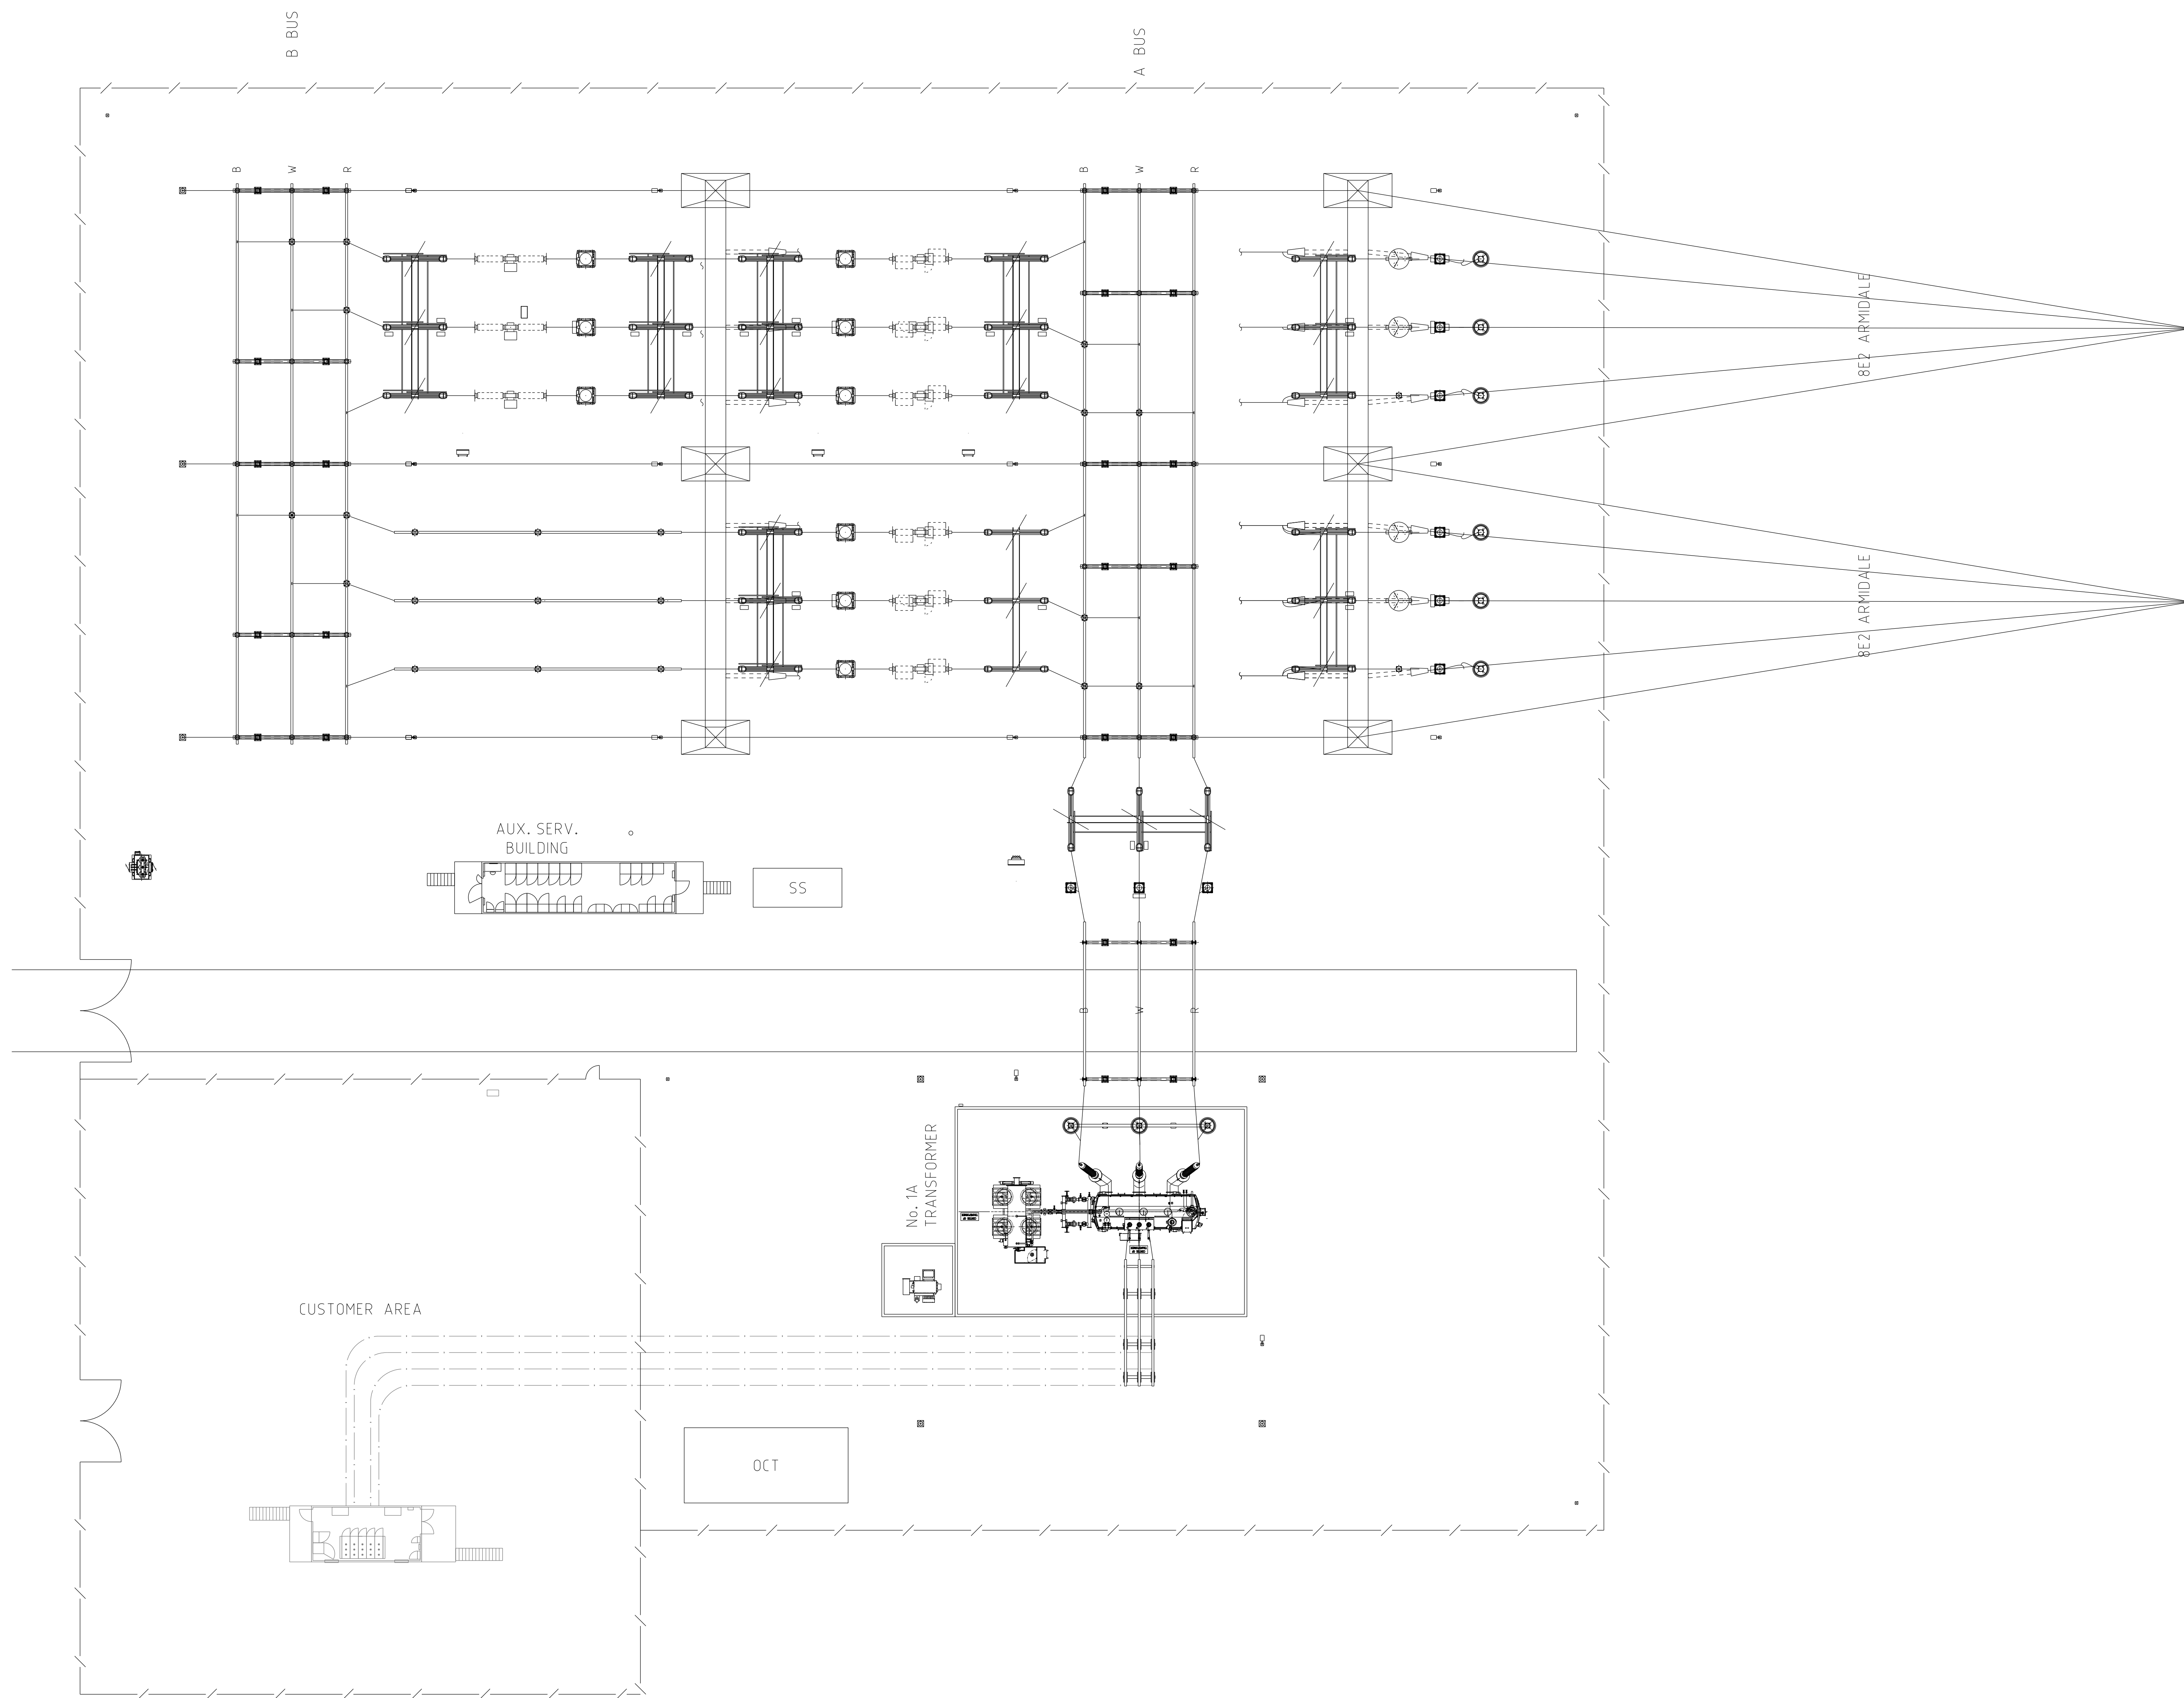 B BUS
A BUS
B
W
R
B
W
R
8E2 ARMIDALE
8E2 ARMIDALE
AUX. SERV.
BUILDING
SS
B
W
R
No. 1A
TRANSFORMER
CUSTOMER AREA
OCT